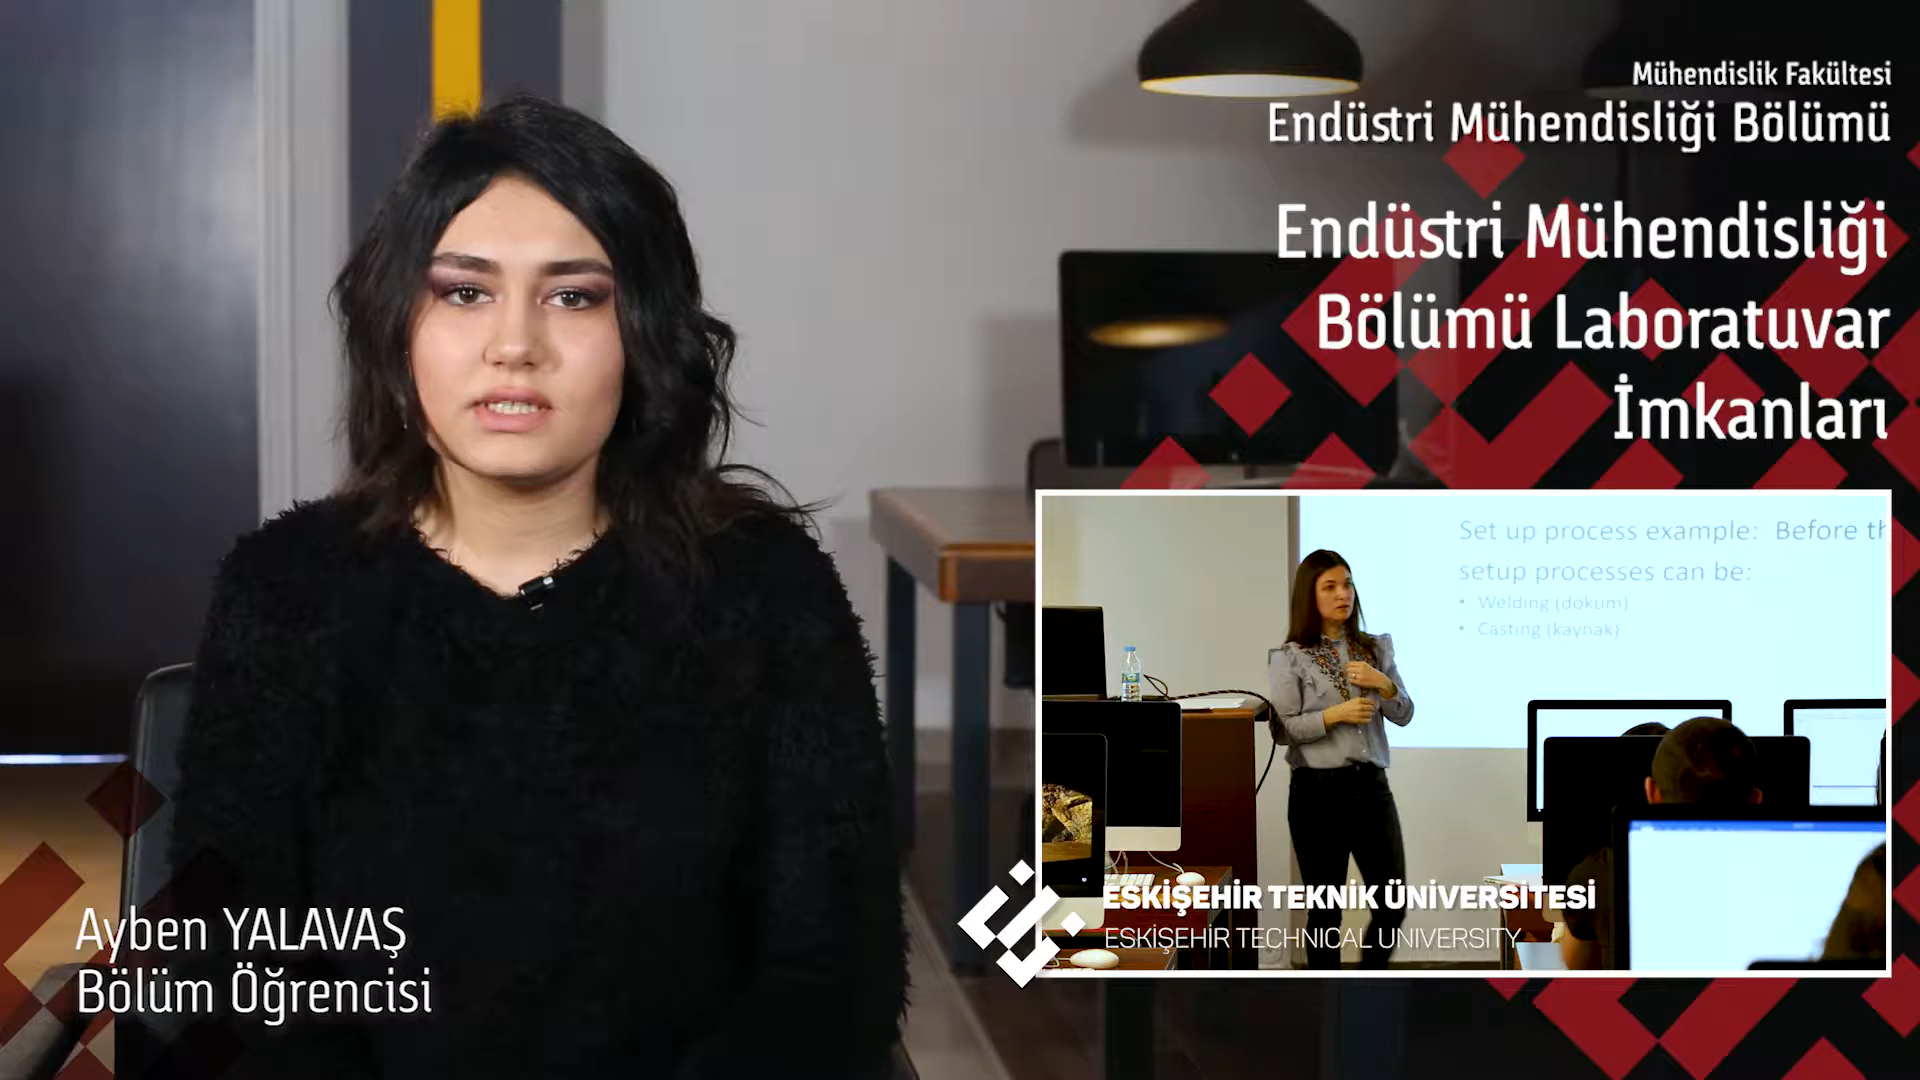 Mühendislik Fakültesi
Endüstri Mühendisliği Bölümü
Endüstri Mühendisliği
Bölümü Laboratuvar
İmkanları
Set up process example: Before th
setup processes can be:
• Welding (dokum)
• Casting (kaynak)
ESKİŞEHİR TEKNİK ÜNİVERSİTESİ
ESKİŞEHİR TECHNICAL UNIVERSITY
Ayben YALAVAŞ
Bölüm Öğrencisi